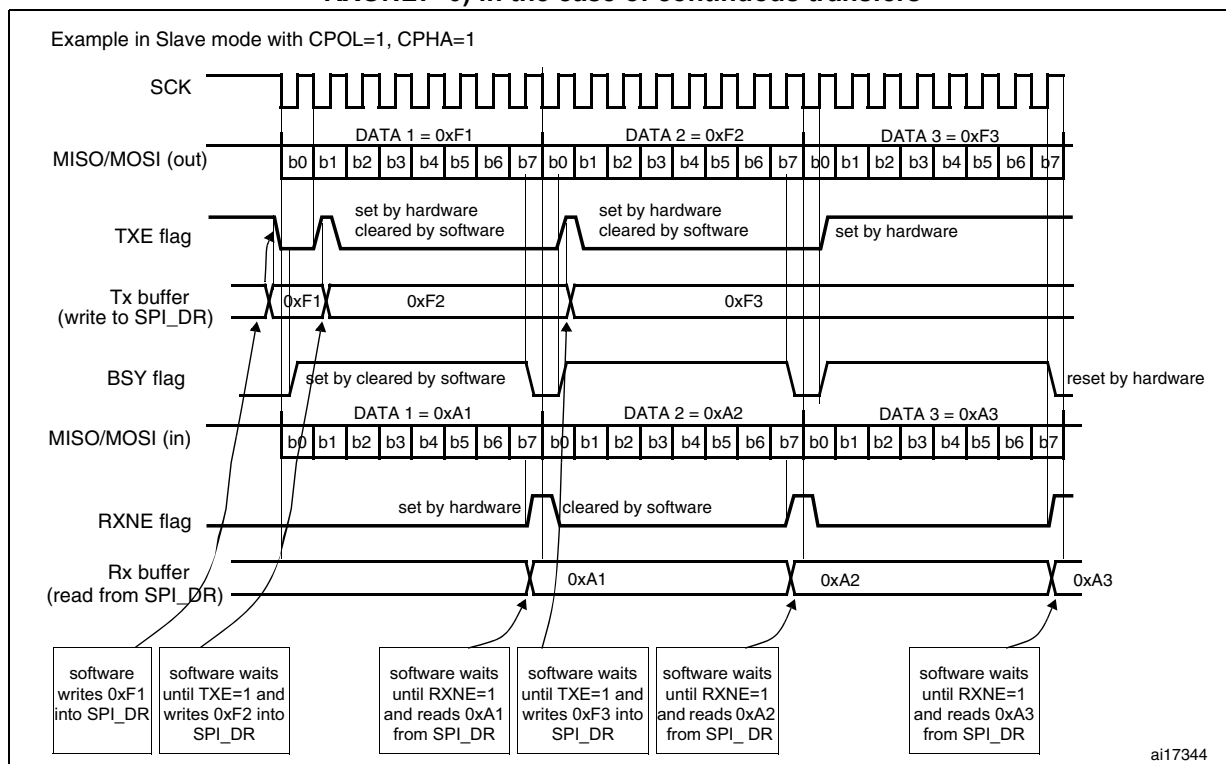 Example in Slave mode with CPOL=1, CPHA=1
SCK
DATA 1 = 0xF1
DATA 2 = 0xF2
DATA 3 = 0xF3
MISO/MOSI (out)
b0 b1 b2 b3 b4 b5 b6 b7 b0 b1 b2 b3 b4 b5 b6 b7 b0 b1 b2 b3 b4 b5 b6 b7
TXE flag
set by hardware
cleared by software
set by hardware
cleared by software
set by hardware
Tx buffer
(write to SPI_DR)
0xF1
0xF2
0xF3
BSY flag
set by cleared by software
reset by hardware
DATA 1 = 0xA1
DATA 2 = 0xA2
DATA 3 = 0xA3
MISO/MOSI (in)
b0 b1 b2 b3 b4 b5 b6 b7 b0 b1 b2 b3 b4 b5 b6 b7 b0 b1 b2 b3 b4 b5 b6 b7
RXNE flag
set by hardware
cleared by software
Rx buffer
(read from SPI_DR)
0xA1
0xA2
0xA3
software
writes 0xF1
into SPI_DR
software waits
until TXE=1 and
writes 0xF2 into
SPI_DR
software waits
until RXNE=1
and reads 0xA1
from SPI_DR
software waits
until TXE=1 and
writes 0xF3 into
SPI_DR
software waits
until RXNE=1
and reads 0xA2
from SPI_ DR
software waits
until RXNE=1
and reads 0xA3
from SPI_DR
ai17344